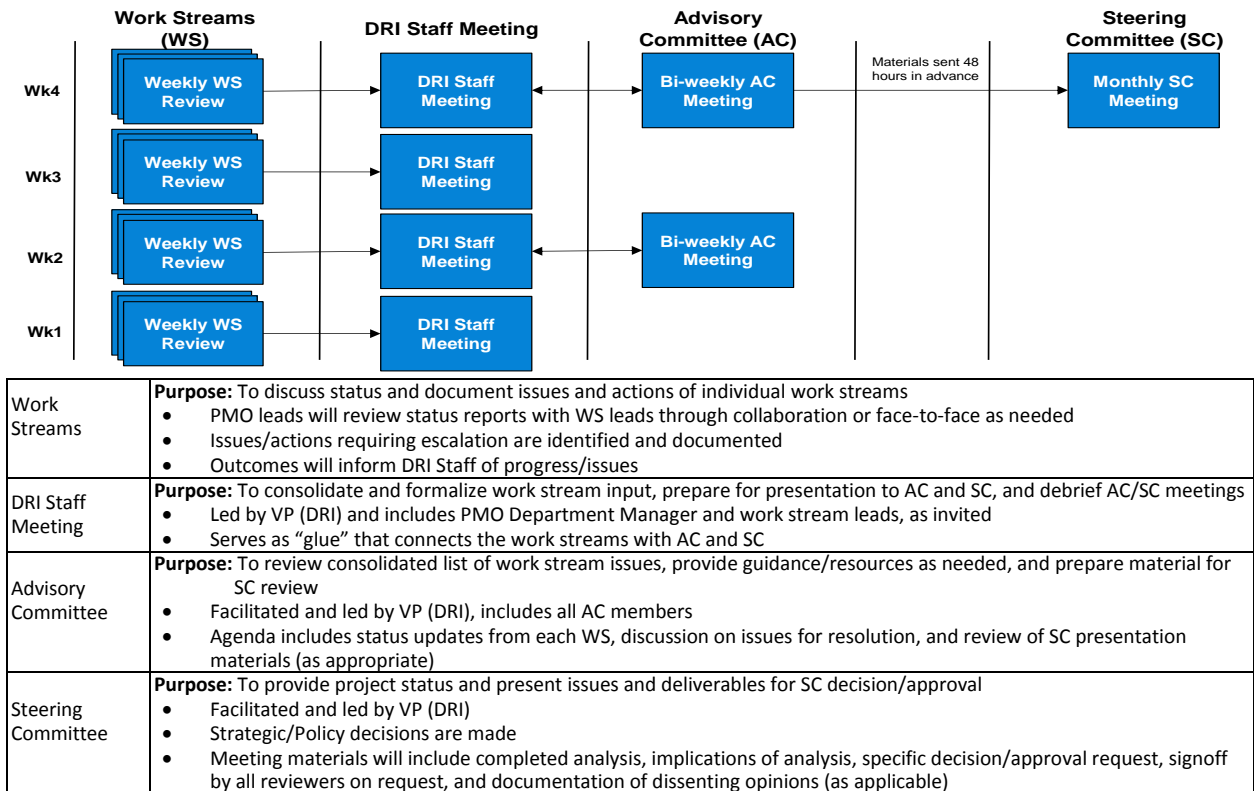 Work Streams
(WS)
DRI Staff Meeting
Advisory
Committee (AC)
Steering
Committee (SC)
Materials sent 48
hours in advance
Wk4
Weekly WS
Review
DRI Staff
Meeting
Bi-weekly AC
Meeting
Monthly SC
Meeting
Wk3
Weekly WS
Review
DRI Staff
Meeting
Wk2
Weekly WS
Review
DRI Staff
Meeting
Bi-weekly AC
Meeting
Wk1
Weekly WS
Review
DRI Staff
Meeting
Work
Streams
Purpose: To discuss status and document issues and actions of individual work streams
• PMO leads will review status reports with WS leads through collaboration or face-to-face as needed
• Issues/actions requiring escalation are identified and documented
• Outcomes will inform DRI Staff of progress/issues
DRI Staff
Meeting
Purpose: To consolidate and formalize work stream input, prepare for presentation to AC and SC, and debrief AC/SC meetings
• Led by VP (DRI) and includes PMO Department Manager and work stream leads, as invited
• Serves as “glue” that connects the work streams with AC and SC
Advisory
Committee
Purpose: To review consolidated list of work stream issues, provide guidance/resources as needed, and prepare material for
SC review
• Facilitated and led by VP (DRI), includes all AC members
• Agenda includes status updates from each WS, discussion on issues for resolution, and review of SC presentation
materials (as appropriate)
Steering
Committee
Purpose: To provide project status and present issues and deliverables for SC decision/approval
• Facilitated and led by VP (DRI)
• Strategic/Policy decisions are made
• Meeting materials will include completed analysis, implications of analysis, specific decision/approval request, signoff
by all reviewers on request, and documentation of dissenting opinions (as applicable)